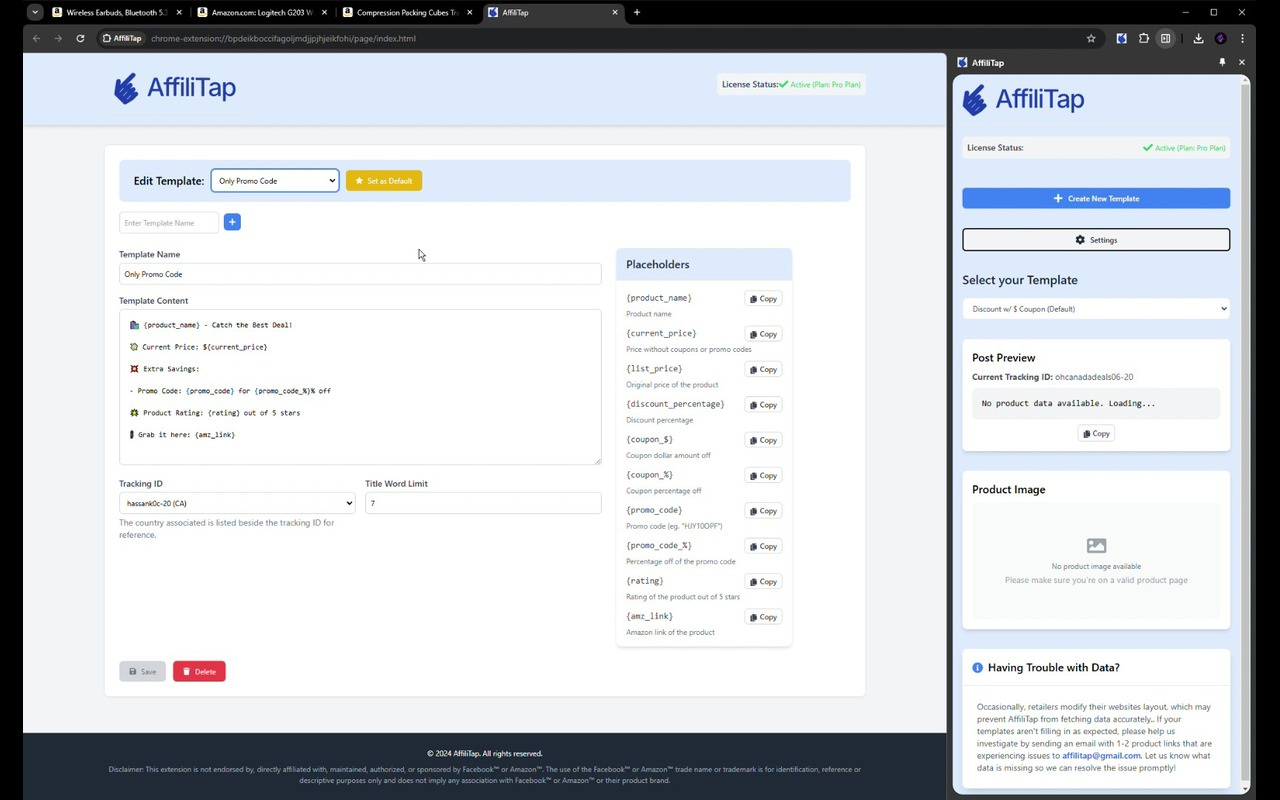 Wireless Earbuds, Bluetooth 5.3
Amazon.com: Logitech G203 W
Compression Packing Cubes Tra
AffiliTap
AffiliTap
chrome-extension://bpdeikboccifagoljmdjjpjhjeikfohi/page/index.html
AffiliTap
License Status: Active (Plan: Pro Plan)
Edit Template:
Only Promo Code
Set as Default
Enter Template Name
Template Name
Only Promo Code
Template Content
🛍️ {product_name} - Catch the Best Deal!
💸 Current Price: ${current_price}
💥 Extra Savings:
- Promo Code: {promo_code} for {promo_code_%}% off
🌟 Product Rating: {rating} out of 5 stars
Grab it here: {amz_link}
Tracking ID
hassank0c-20 (CA)
The country associated is listed beside the tracking ID for
reference.
Title Word Limit
7
Save
Delete
Placeholders
{product_name}
Copy
Product name
{current_price}
Copy
Price without coupons or promo codes
{list_price}
Copy
Original price of the product
{discount_percentage}
Copy
Discount percentage
{coupon_$}
Copy
Coupon dollar amount off
{coupon_%}
Copy
Coupon percentage off
{promo_code}
Copy
Promo code (eg. "HJY10OPF")
{promo_code_%}
Copy
Percentage off of the promo code
{rating}
Copy
Rating of the product out of 5 stars
{amz_link}
Copy
Amazon link of the product
© 2024 AffiliTap. All rights reserved.
Disclaimer: This extension is not endorsed by, directly affiliated with, maintained, authorized, or sponsored by Facebook™ or Amazon™. The use of the Facebook™ or Amazon™ trade name or trademark is for identification, reference or
descriptive purposes only and does not imply any association with Facebook™ or Amazon™ or their product brand.
AffiliTap
AffiliTap
License Status:
Active (Plan: Pro Plan)
Create New Template
Settings
Select your Template
Discount w/ $ Coupon (Default)
Post Preview
Current Tracking ID: ohcanadadeals06-20
No product data available. Loading...
Copy
Product Image
No product image available
Please make sure you're on a valid product page
Having Trouble with Data?
Occasionally, retailers modify their websites layout, which may
prevent AffiliTap from fetching data accurately.. If your
templates aren't filling in as expected, please help us
investigate by sending an email with 1-2 product links that are
experiencing issues to affilitap@gmail.com. Let us know what
data is missing so we can resolve the issue promptly!